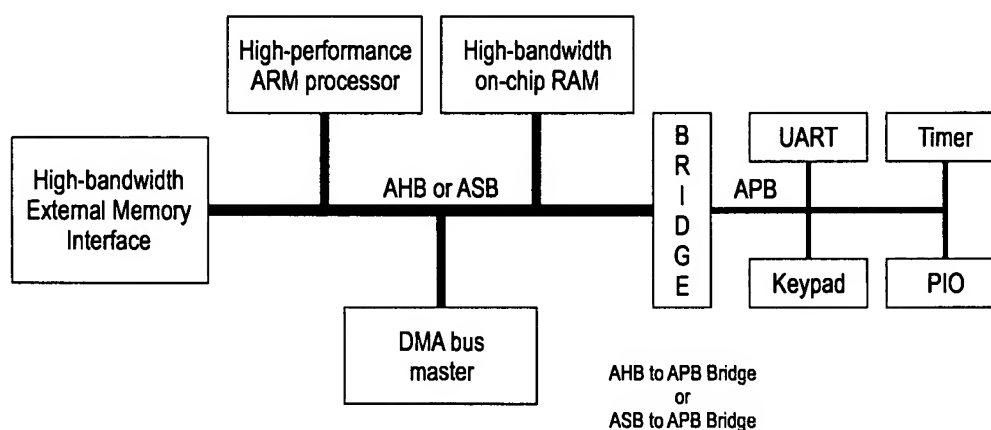 High-performance
ARM processor
High-bandwidth
on-chip RAM
High-bandwidth
External Memory
Interface
AHB or ASB
B
R
I
D
G
E
APB
UART
Timer
Keypad
PIO
DMA bus
master
AHB to APB Bridge
or
ASB to APB Bridge